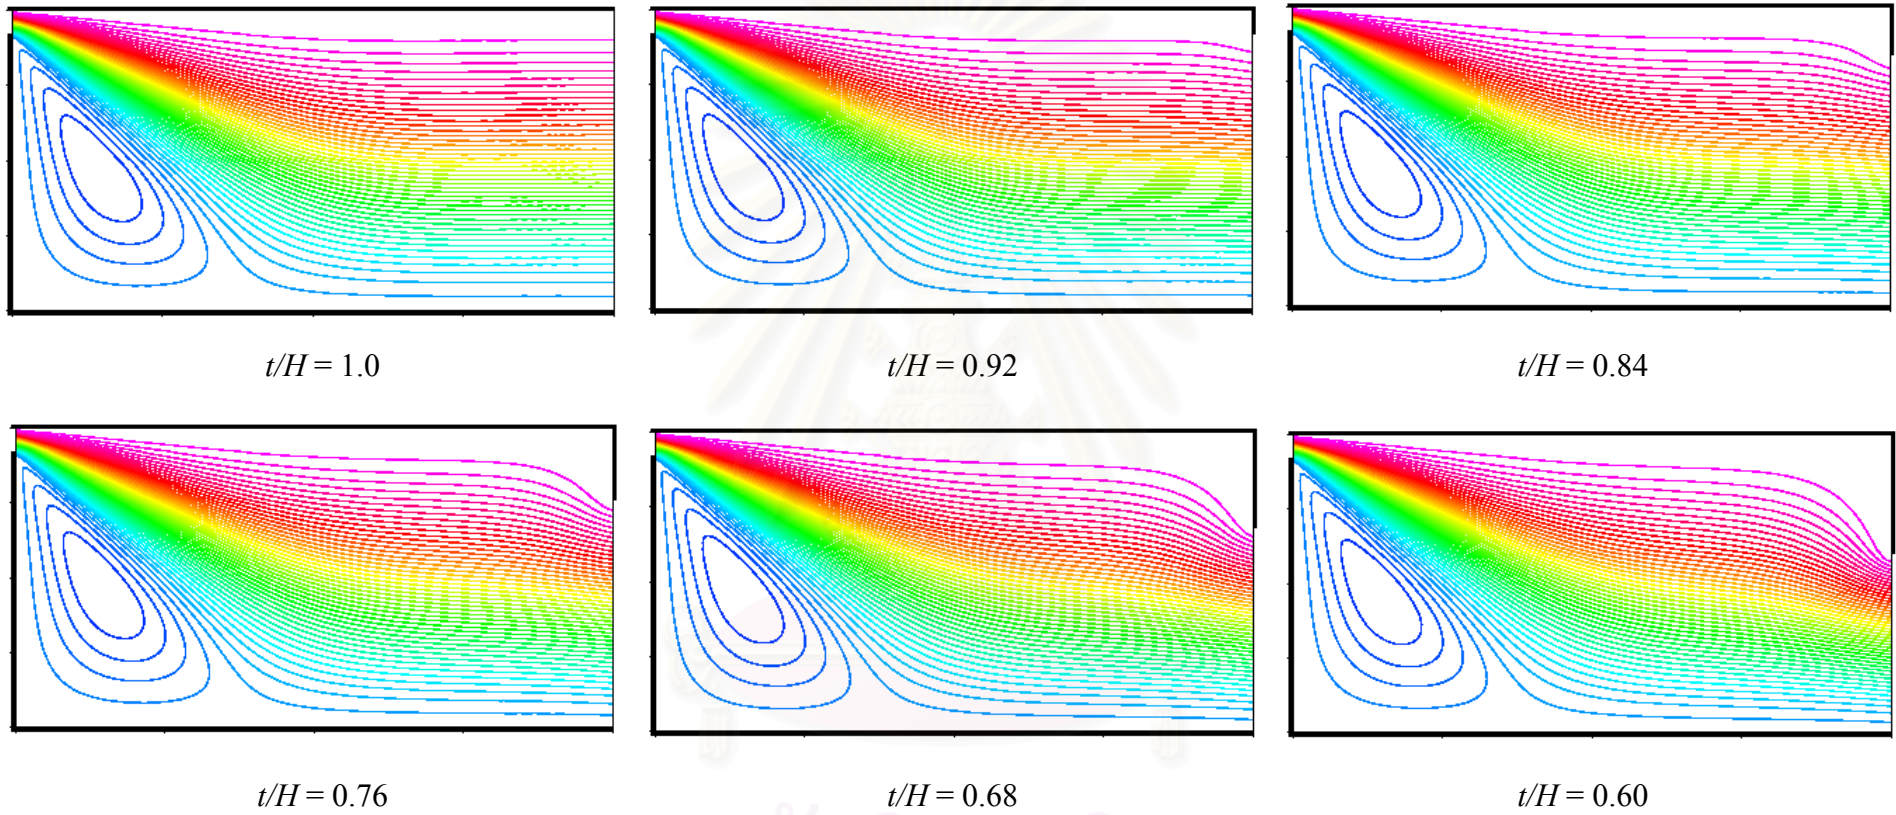 t/H = 1.0
t/H = 0.92
t/H = 0.84
t/H = 0.76
t/H = 0.68
t/H = 0.60